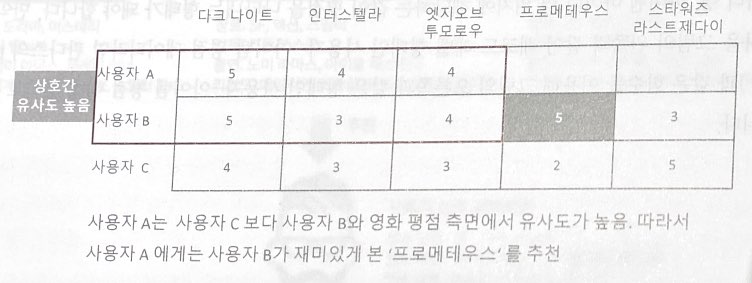 다크 나이트 인터스텔라 엣지오브 투모로우 프로메테우스 스타워즈 라스트제다이
상호간 유사도 높음
사용자 A 5 4 4
사용자 B 5 3 4 5 3
사용자 C 4 3 3 2 5
사용자 A는 사용자 C 보다 사용자 B와 영화 평점 측면에서 유사도가 높음. 따라서
사용자 A 에게는 사용자 B가 재미있게 본 '프로메테우스' 를 추천